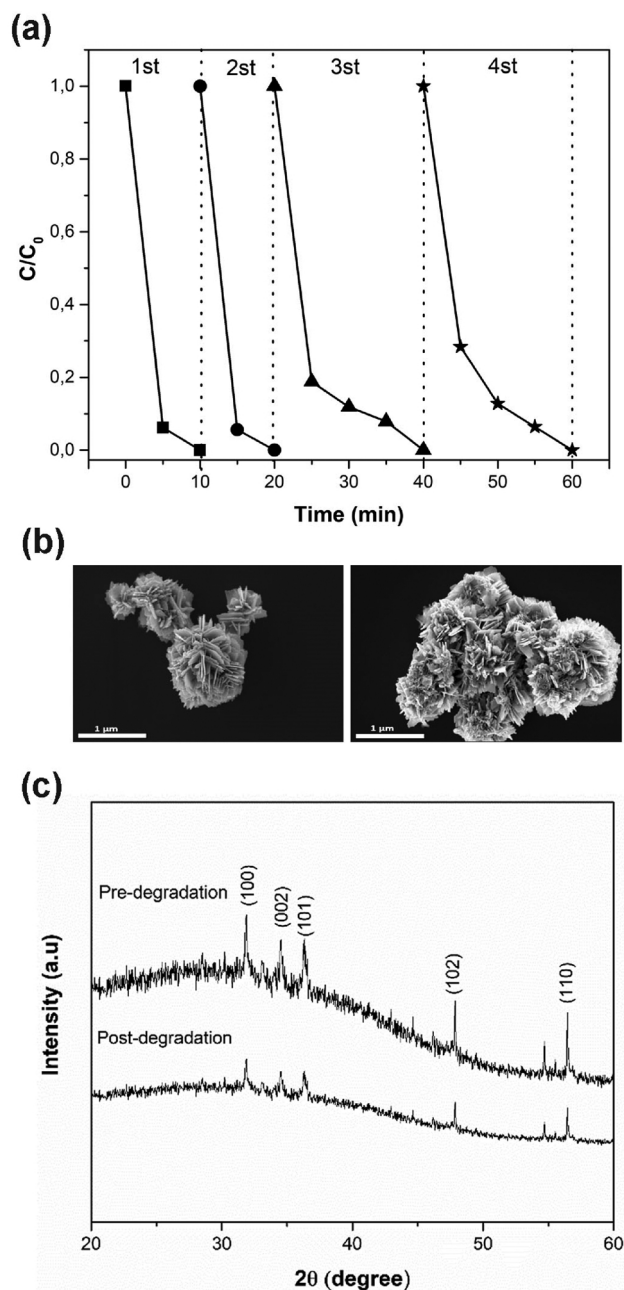 (a)
1st 2st 3st 4st
1,0
0,8
0,6
0,4
0,2
0,0
C/C0
0 10 20 30 40 50 60
Time (min)
(b)
1 µm
1 µm
(c)
Pre-degradation
(100)
(002)
(101)
(102)
(110)
Post-degradation
Intensity (a.u)
20 30 40 50 60
2θ (degree)